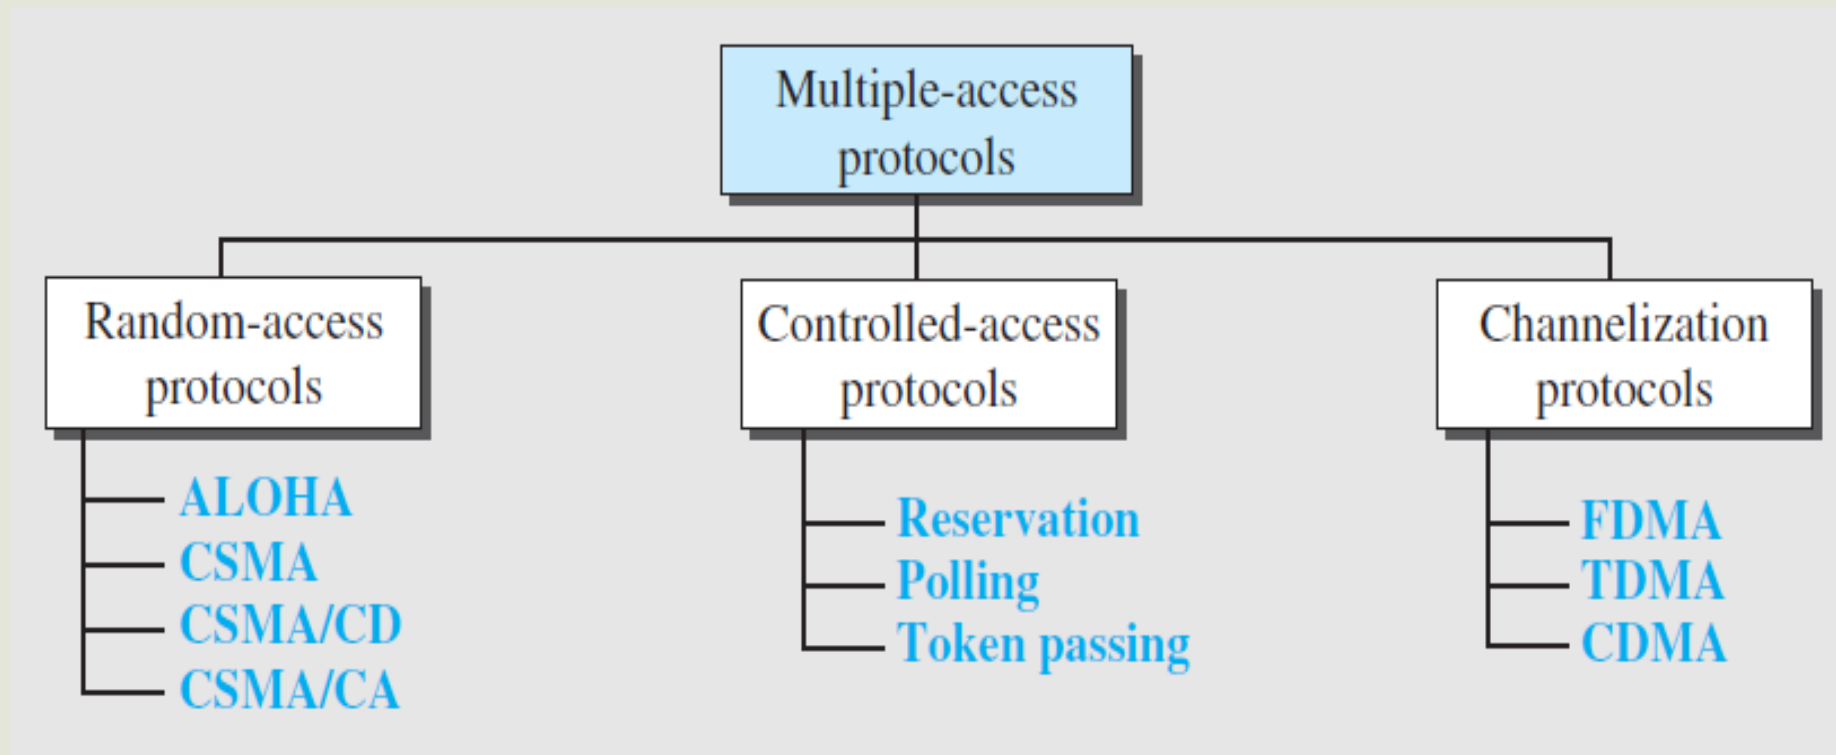 Multiple-access
protocols
Random-access
protocols
ALOHA
CSMA
CSMA/CD
CSMA/CA
Controlled-access
protocols
Reservation
Polling
Token passing
Channelization
protocols
FDMA
TDMA
CDMA